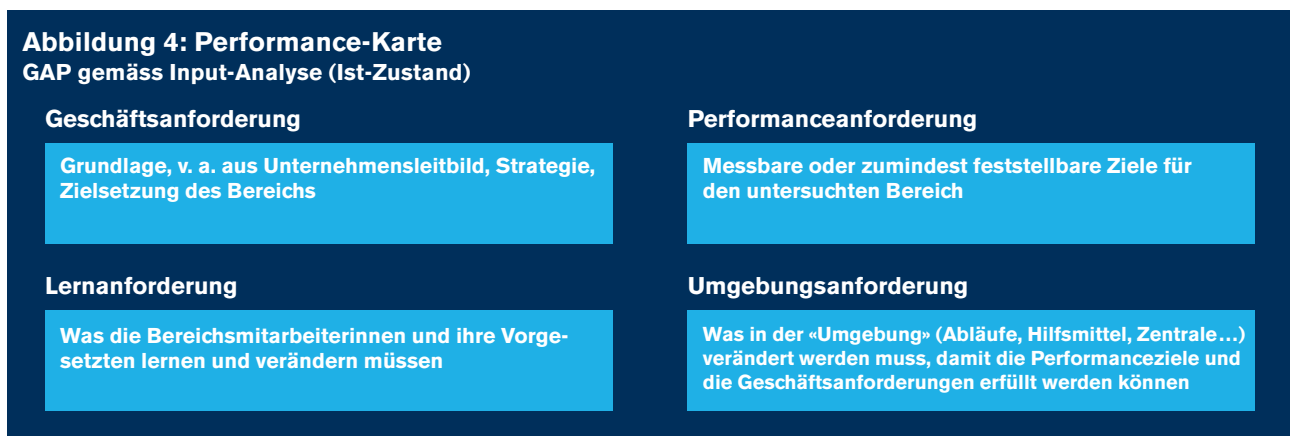 Abbildung 4: Performance-Karte
GAP gemäss Input-Analyse (Ist-Zustand)
Geschäftsanforderung
Grundlage, v. a. aus Unternehmensleitbild, Strategie,
Zielsetzung des Bereichs
Performanceanforderung
Messbare oder zumindest feststellbare Ziele für
den untersuchten Bereich
Lernanforderung
Was die Bereichsmitarbeiterinnen und ihre Vorge-
setzten lernen und verändern müssen
Umgebungsanforderung
Was in der «Umgebung» (Abläufe, Hilfsmittel, Zentrale…)
verändert werden muss, damit die Performanceziele und
die Geschäftsanforderungen erfüllt werden können